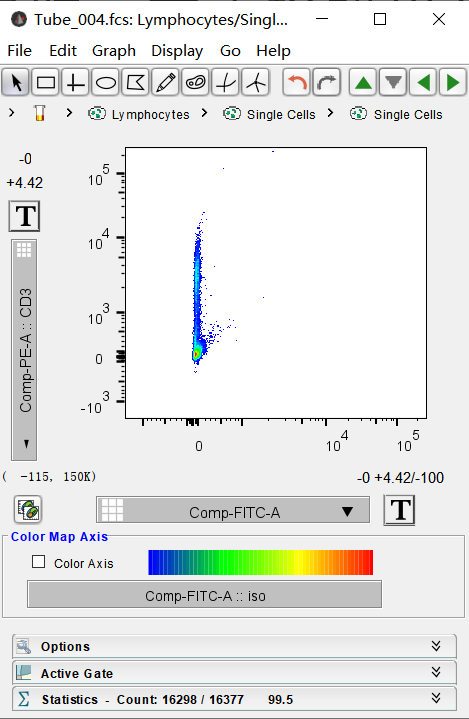 Tube_004.fcs: Lymphocytes/Singl...
File Edit Graph Display Go Help
Lymphocytes Single Cells Single Cells
-0
+4.42
T
Comp-PE-A :: CD3
10^5
10^4
10^3
0
-10^3
0 10^4 10^5
( -115, 150K)
-0 +4.42/-100
Comp-FITC-A
T
Color Map Axis
Color Axis
Comp-FITC-A :: iso
Options
Active Gate
Σ Statistics - Count: 16298 / 16377 99.5